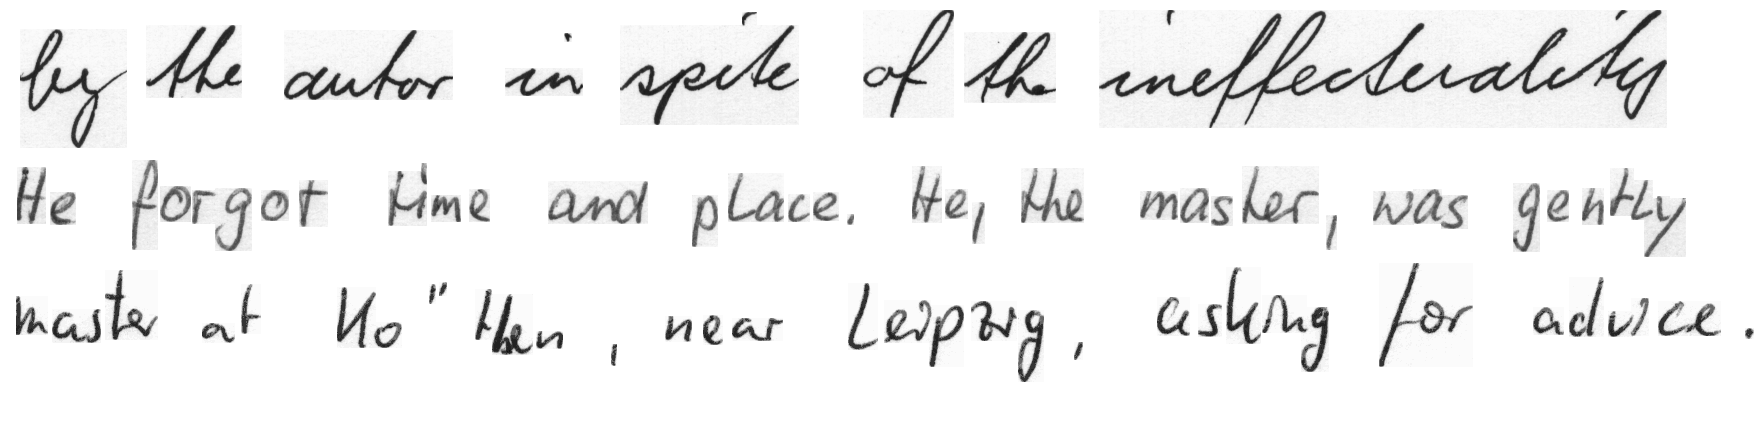 by the autor in spite of the ineffecturality
He forgot time and place. He, the master, was gently
master at Ko" then, near Leipzig, asking for advice.